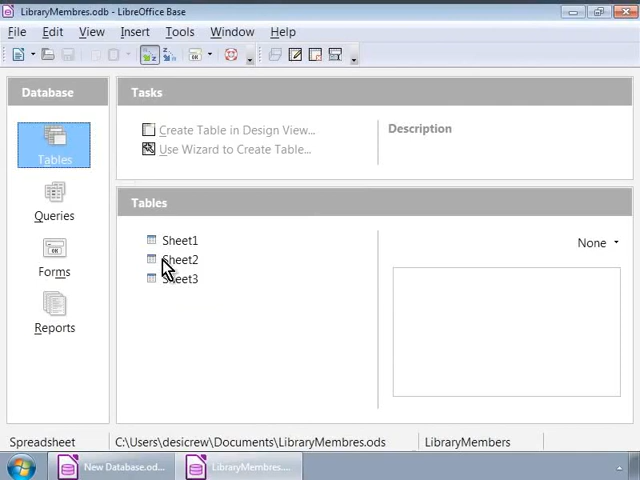 LibraryMembres.odb - LibreOffice Base
File Edit View Insert Tools Window Help
Database
Tables
Queries
Forms
Reports
Tasks
Create Table in Design View...
Use Wizard to Create Table...
Description
Tables
Sheet1
Sheet2
Sheet3
None
Spreadsheet C:\Users\desicrew\Documents\LibraryMembres.ods LibraryMembers
New Database.od... LibraryMembres....